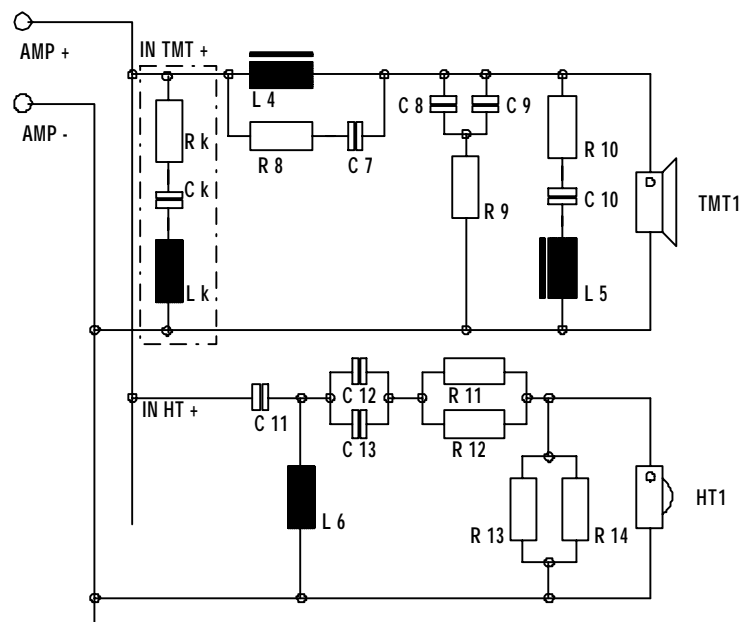 AMP +
IN TMT +
AMP -
L 4
C 8
C 9
R k
R 8
C 7
R 10
C k
R 9
C 10
TMT1
L k
L 5
IN HT +
C 11
C 12
C 13
R 11
R 12
L 6
R 13
R 14
HT1